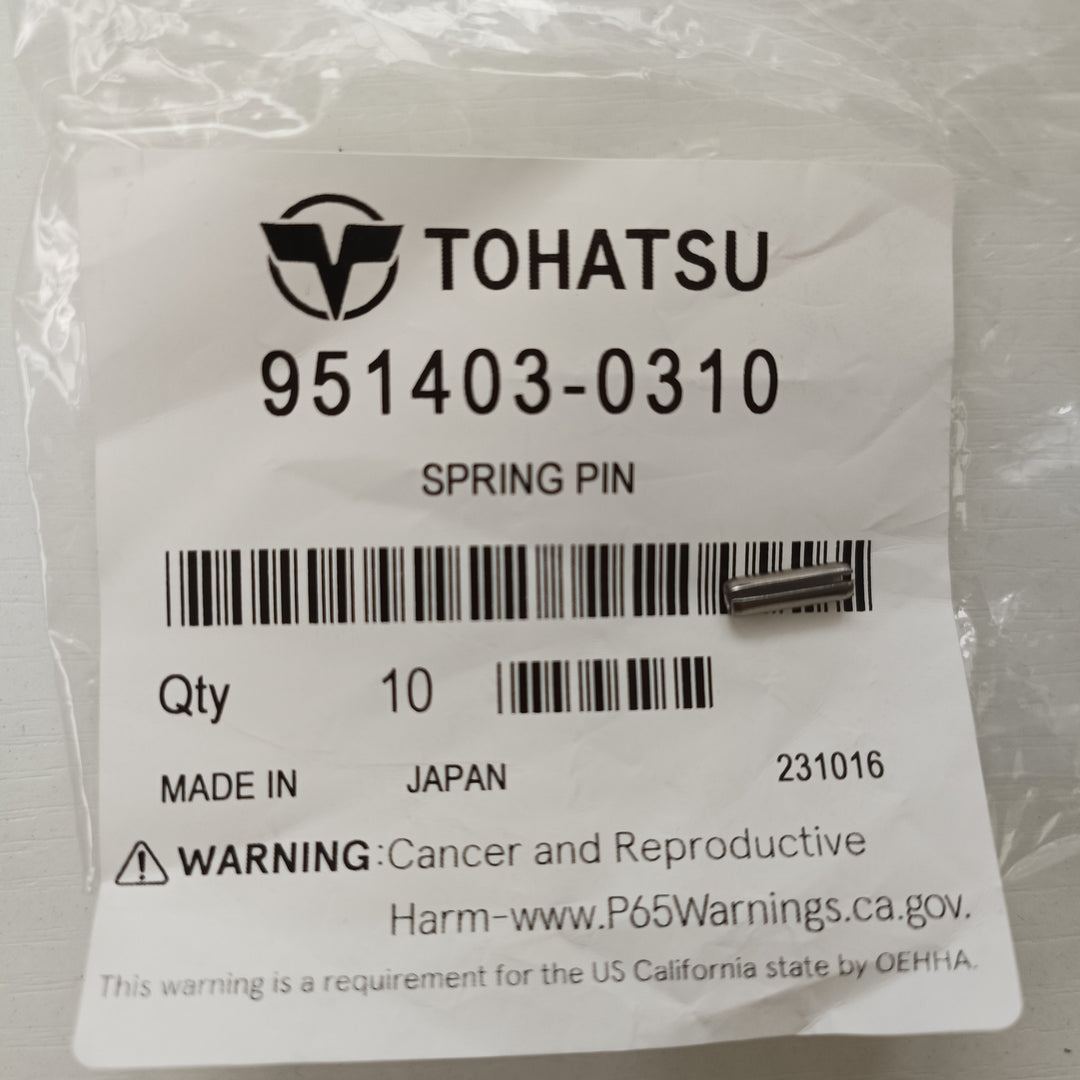 TOHATSU
951403-0310
SPRING PIN
Qty 10
MADE IN JAPAN 231016
WARNING:Cancer and Reproductive
Harm-www.P65Warnings.ca.gov.
This warning is a requirement for the US California state by OEHHA.